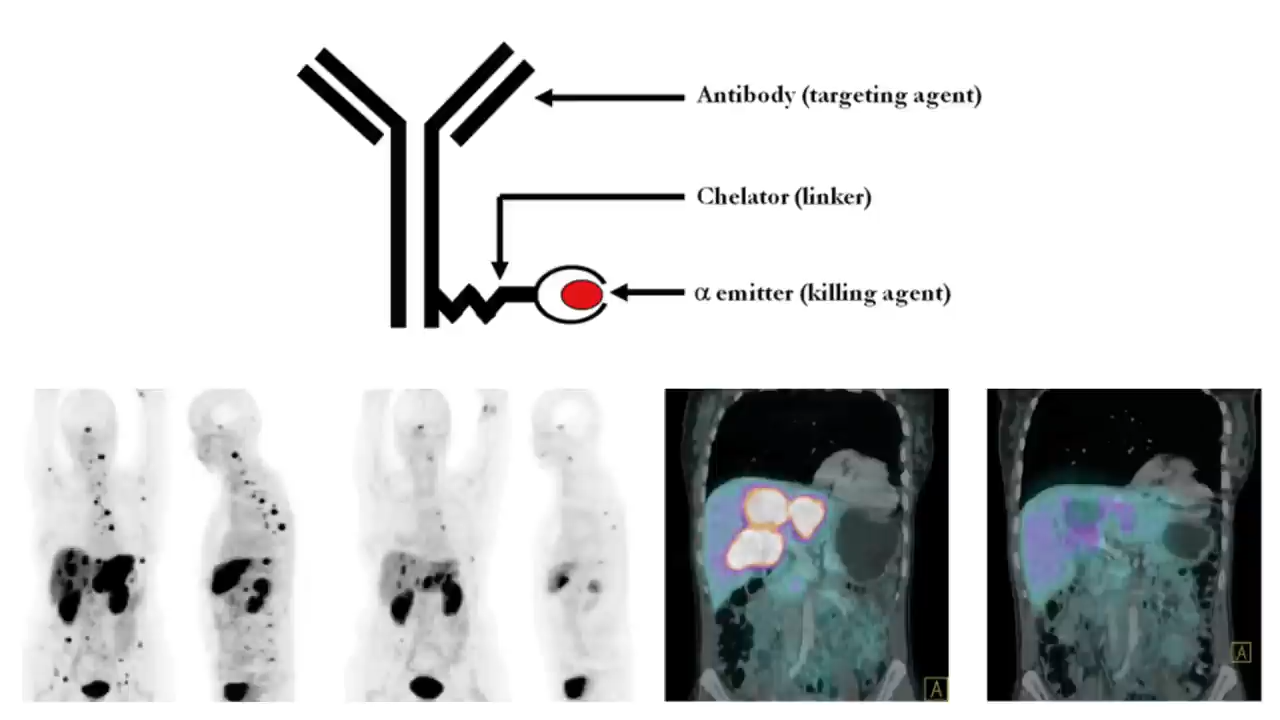 Antibody (targeting agent)
Chelator (linker)
α emitter (killing agent)
A
A